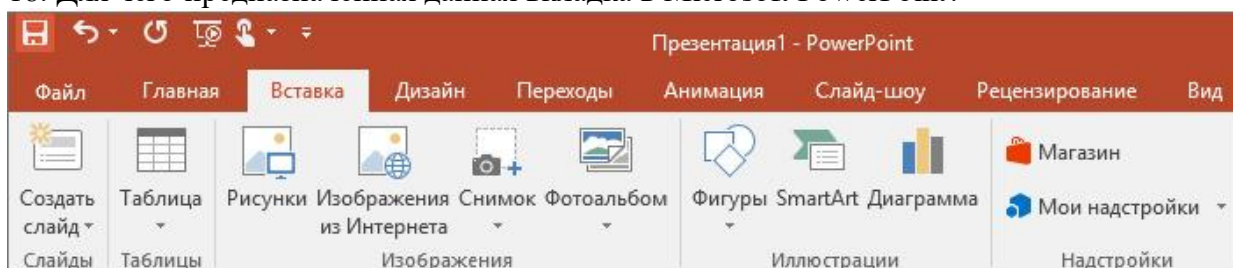 Презентация1 - PowerPoint
Файл Главная Вставка Дизайн Переходы Анимация Слайд-шоу Рецензирование Вид
Создать слайд
Таблица
Рисунки
Изображения из Интернета
Снимок
Фотоальбом
Фигуры
SmartArt
Диаграмма
Магазин
Мои надстройки
Слайды Таблицы Изображения Иллюстрации Надстройки